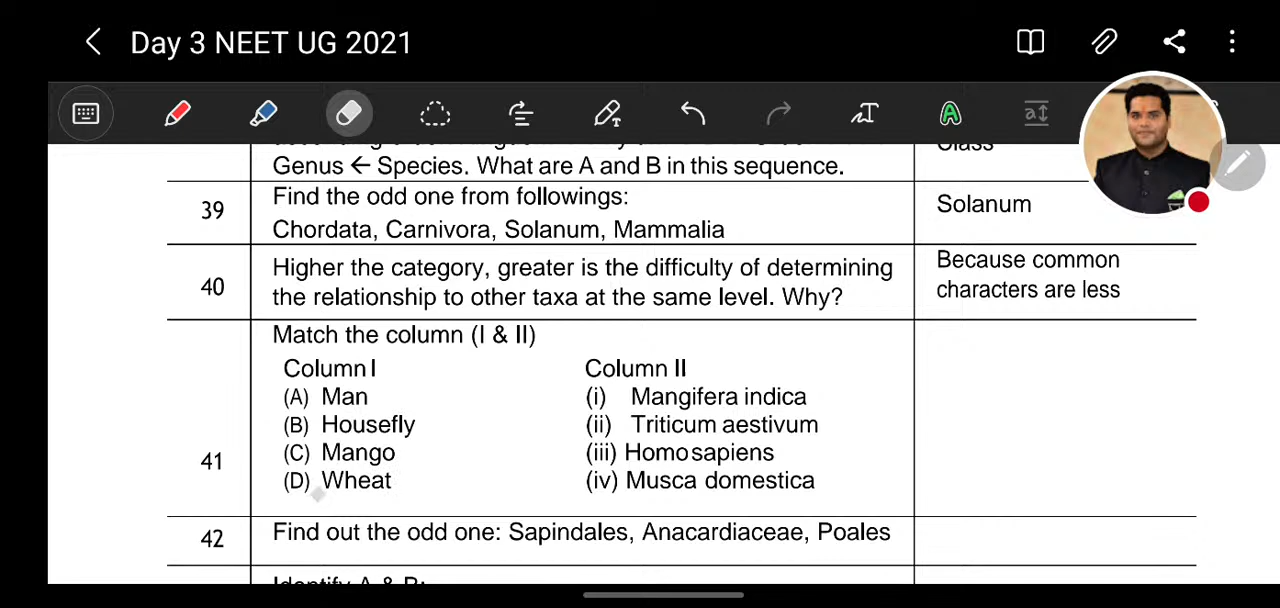 Day 3 NEET UG 2021
Genus ← Species. What are A and B in this sequence.
39
Find the odd one from followings:
Chordata, Carnivora, Solanum, Mammalia
Solanum
40
Higher the category, greater is the difficulty of determining
the relationship to other taxa at the same level. Why?
Because common
characters are less
41
Match the column (I & II)
Column I
Column II
(A) Man
(i) Mangifera indica
(B) Housefly
(ii) Triticum aestivum
(C) Mango
(iii) Homo sapiens
(D) Wheat
(iv) Musca domestica
42
Find out the odd one: Sapindales, Anacardiaceae, Poales
Identify A & B: